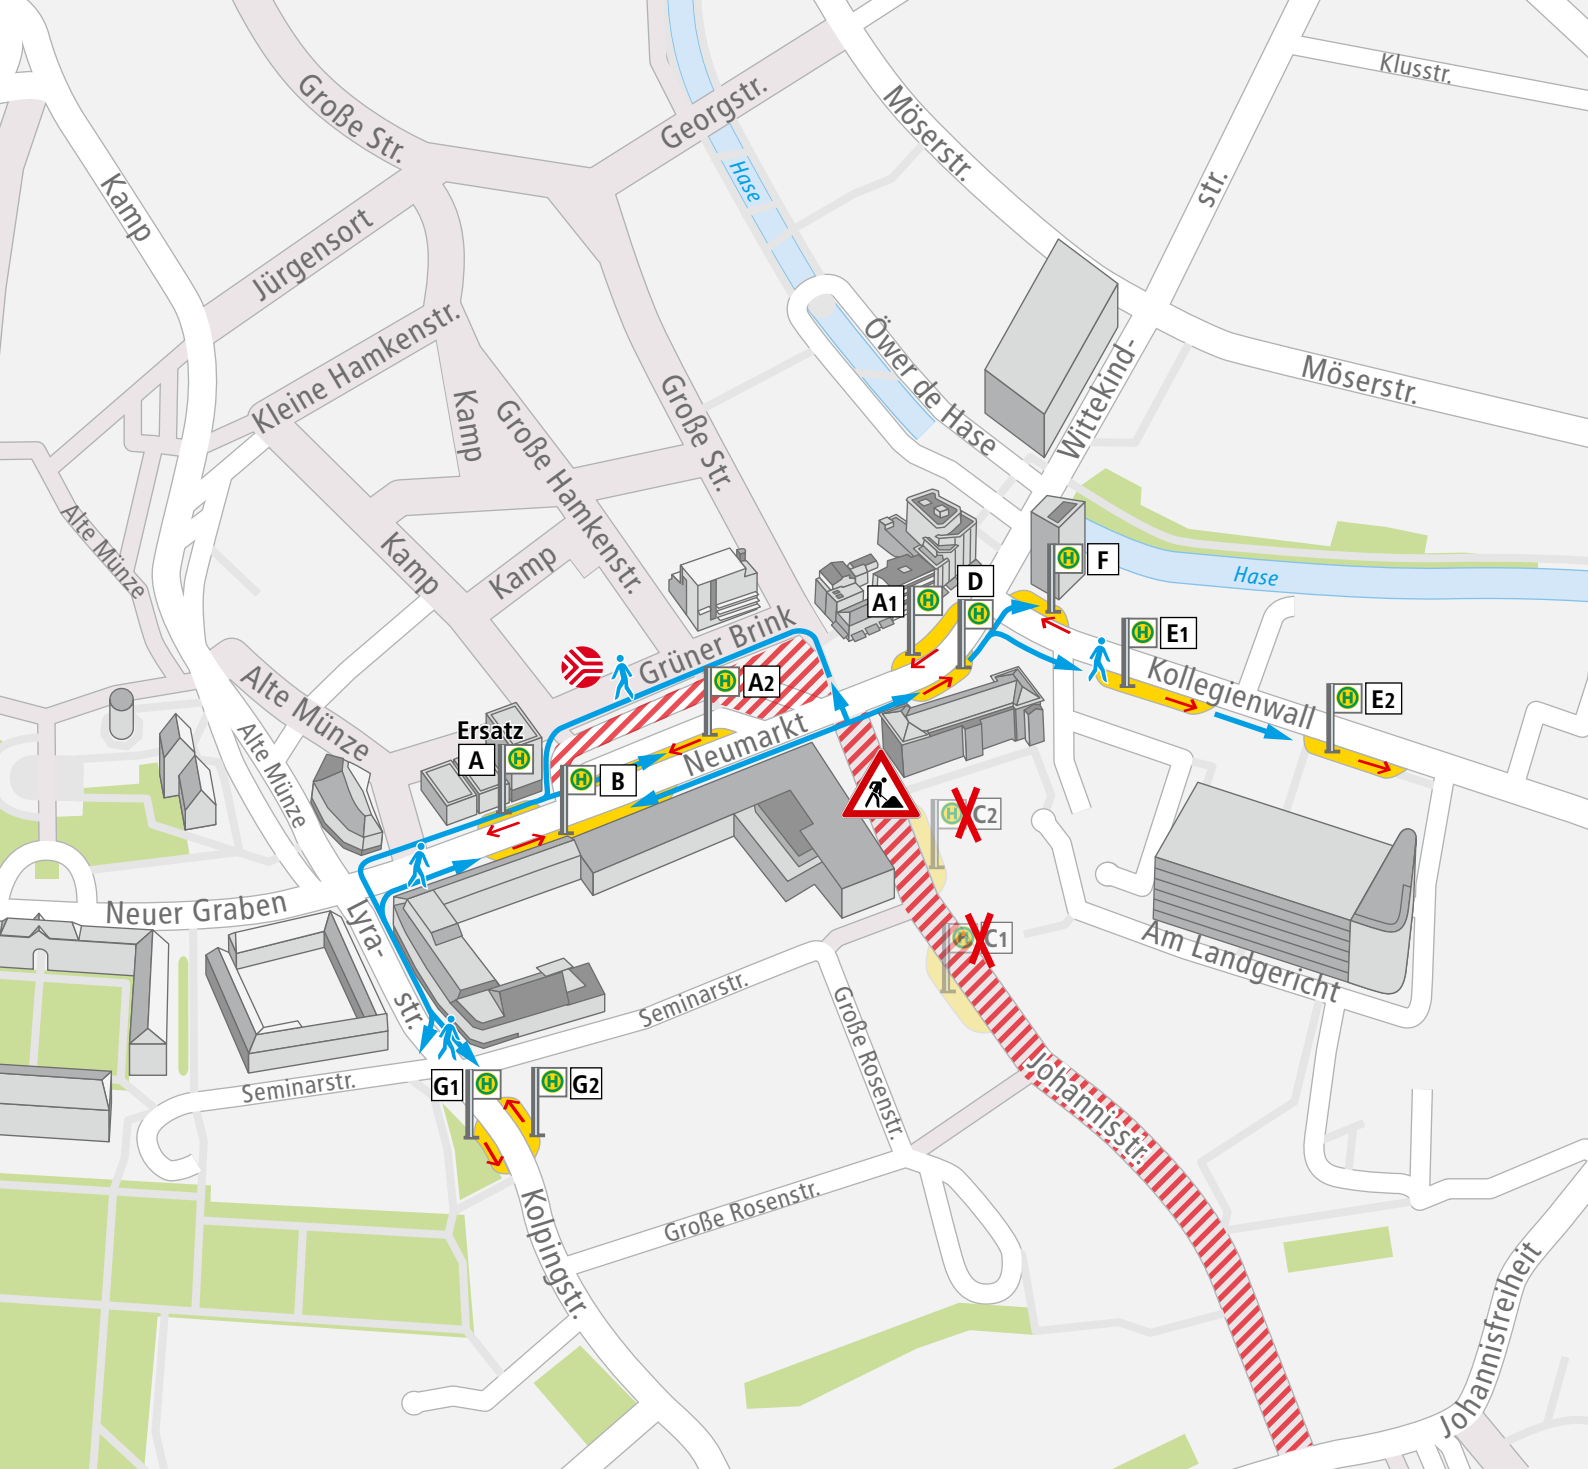 Klusstr.
Große Str.
Georgstr.
Möserstr.
Hase
str.
Kamp
Jürgensort
Kleine Hamkenstr.
Öwer de Hase
Wittekind-
Möserstr.
Kamp
Große Hamkenstr.
Große Str.
Alte Münze
Kamp
Kamp
Hase
F
D
A1
E1
Grüner Brink
Kollegienwall
A2
E2
Alte Münze
Alte Münze
Ersatz
A
B
Neumarkt
C2
Neuer Graben
Lyra-
str.
C1
Am Landgericht
Seminarstr.
Große Rosenstr.
Seminarstr.
G1
G2
Johannisstr.
Kolpingstr.
Große Rosenstr.
Johannisfreiheit
H
H
H
H
H
H
H
H
H
H
H
H